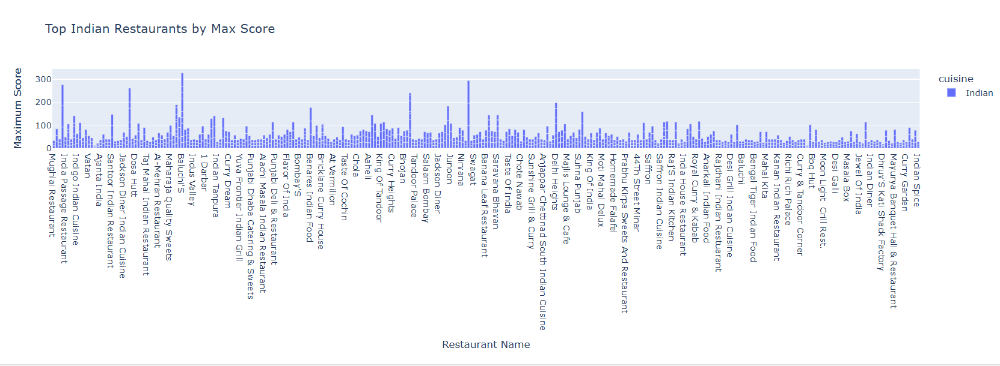 Top Indian Restaurants by Max Score
Maximum Score
300
200
100
0
cuisine
Indian
Mughlai Restaurant
India Passage Restaurant
Indigo Indian Cuisine
Vatan
Ajanta India
Santoor Indian Restaurant
Jackson Diner Indian Cuisine
Dosa Hutt
Taj Mahal Indian Restaurant
Al-Mehran Restaurant
Maharaja Quality Sweets
Baluchi'S
Indus Valley
1 Darbar
Indian Tanpura
Curry Dream
Yuva Frontier Indian Grill
Punjabi Dhaba Catering & Sweets
Alachi Masala Indian Restaurant
Punjabi Deli & Restaurant
Flavor Of India
Bombay'S
Benares Indian Food
Bricklane Curry House
At Vermilion
Taste Of Cochin
Chola
Aaheli
King Of Tandoor
Curry Heights
Bhojan
Tandoor Palace
Salaam Bombay
Jackson Diner
Junoon
Nirvana
Swagat
Banana Leaf Restaurant
Saravana Bhavan
Taste Of India
Chote Nawab
Sunshine Grill & Curry
Anjappar Chettinad South Indian Cuisine
Delhi Heights
Majlis Lounge & Cafe
Suhna Punjab
King Of India
Moti Mahal Delux
Homemade Falafel
Prabhu Kirpa Sweets And Restaurant
44Th Street Minar
Saffron
Saffron Indian Cuisine
Raj'S Indian Kitchen
India House Restaurant
Royal Curry & Kabab
Anarkali Indian Food
Rajdhani Indian Restuarant
Desi Grill Indian Cuisine
Baluchi
Bengal Tiger Indian Food
Mahal Kita
Kanan Indian Restaurant
Richi Rich Palace
Curry & Tandoor Corner
Bbq Hut
Moon Light  Crill Rest.
Desi Galli
Masala Box
Jewel Of India
Indian Diner
Dhruv'S Kati Shack Factory
Mayurya Banquet Hall & Restaurant
Curry Garden
Indian Spice
Restaurant Name